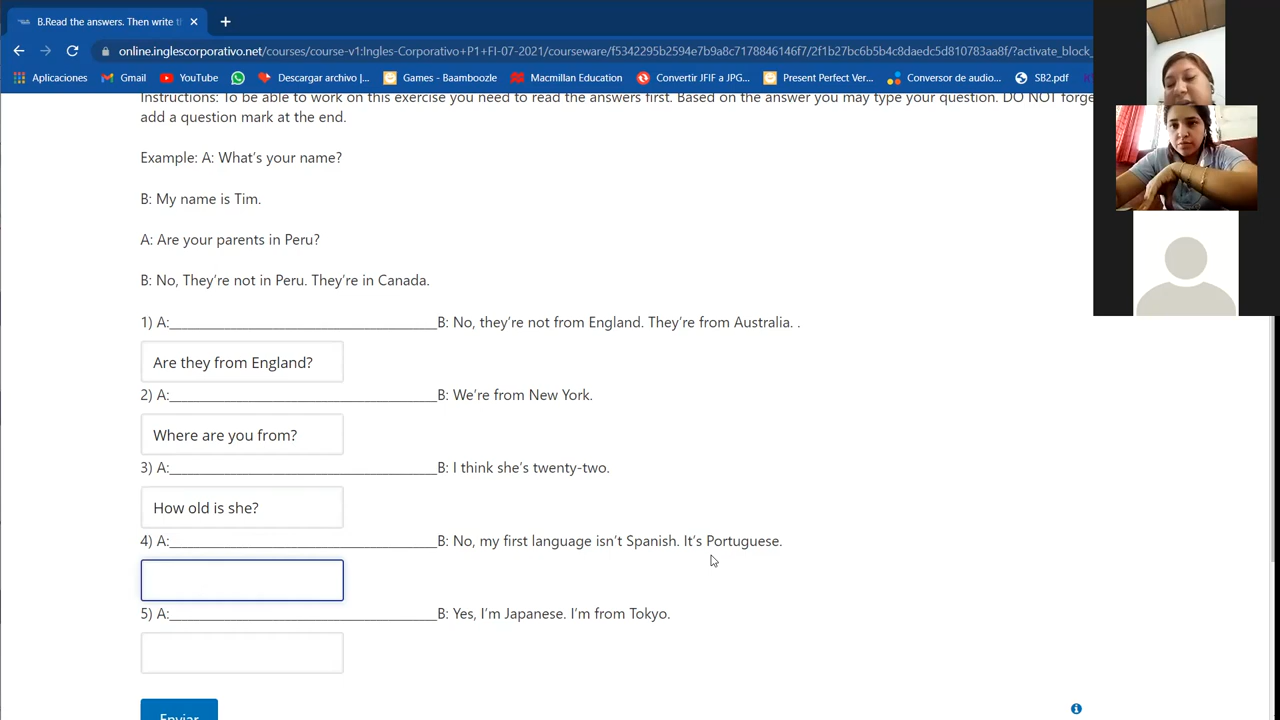 B.Read the answers. Then write t
online.inglescorporativo.net/courses/course-v1:Ingles-Corporativo+P1+FI-07-2021/courseware/f5342295b2594e7b9a8c7178846146f7/2f1b27bc6b5b4c8daedc5d810783aa8f/?activate_block_
Aplicaciones Gmail YouTube Descargar archivo |... Games - Baamboozle Macmillan Education Convertir JFIF a JPG... Present Perfect Ver... Conversor de audio... SB2.pdf
Instructions: To be able to work on this exercise you need to read the answers first. Based on the answer you may type your question. DO NOT forge
add a question mark at the end.
Example: A: What's your name?
B: My name is Tim.
A: Are your parents in Peru?
B: No, They're not in Peru. They're in Canada.
1) A:___________________________________B: No, they're not from England. They're from Australia. .
Are they from England?
2) A:___________________________________B: We're from New York.
Where are you from?
3) A:___________________________________B: I think she's twenty-two.
How old is she?
4) A:___________________________________B: No, my first language isn't Spanish. It's Portuguese.
5) A:___________________________________B: Yes, I'm Japanese. I'm from Tokyo.
Enviar